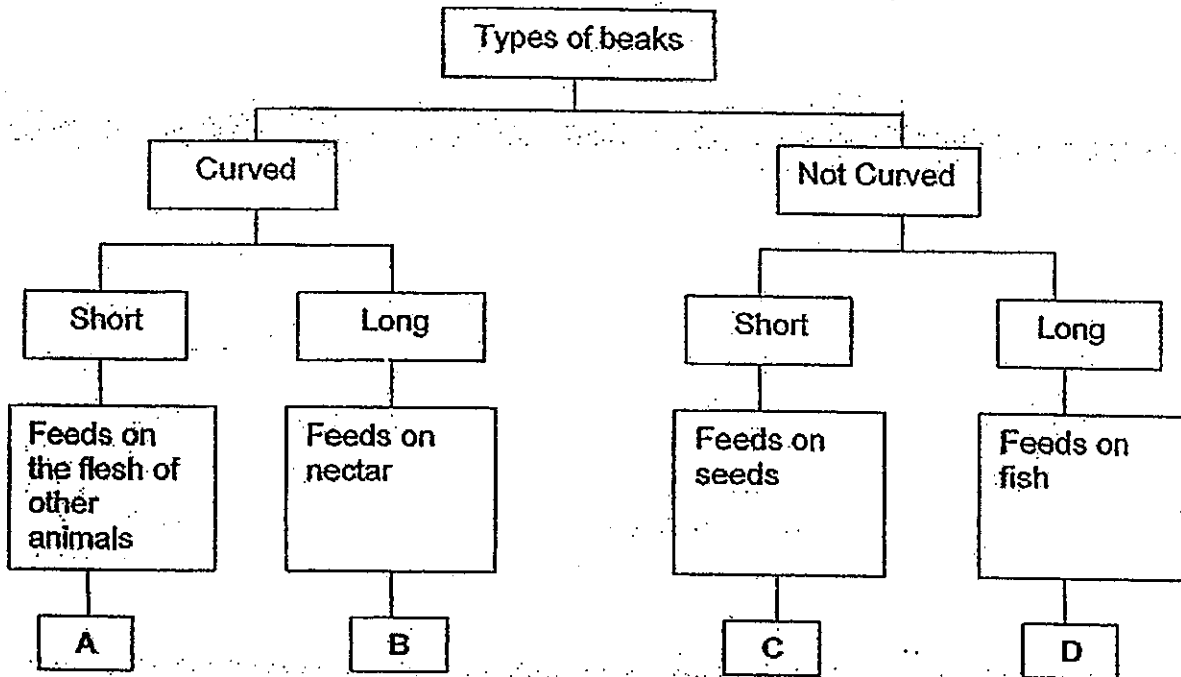 Types of beaks
Curved
Not Curved
Short
Long
Short
Long
Feeds on
the flesh of
other
animals
Feeds on
nectar
Feeds on
seeds
Feeds on
fish
A
B
C
D